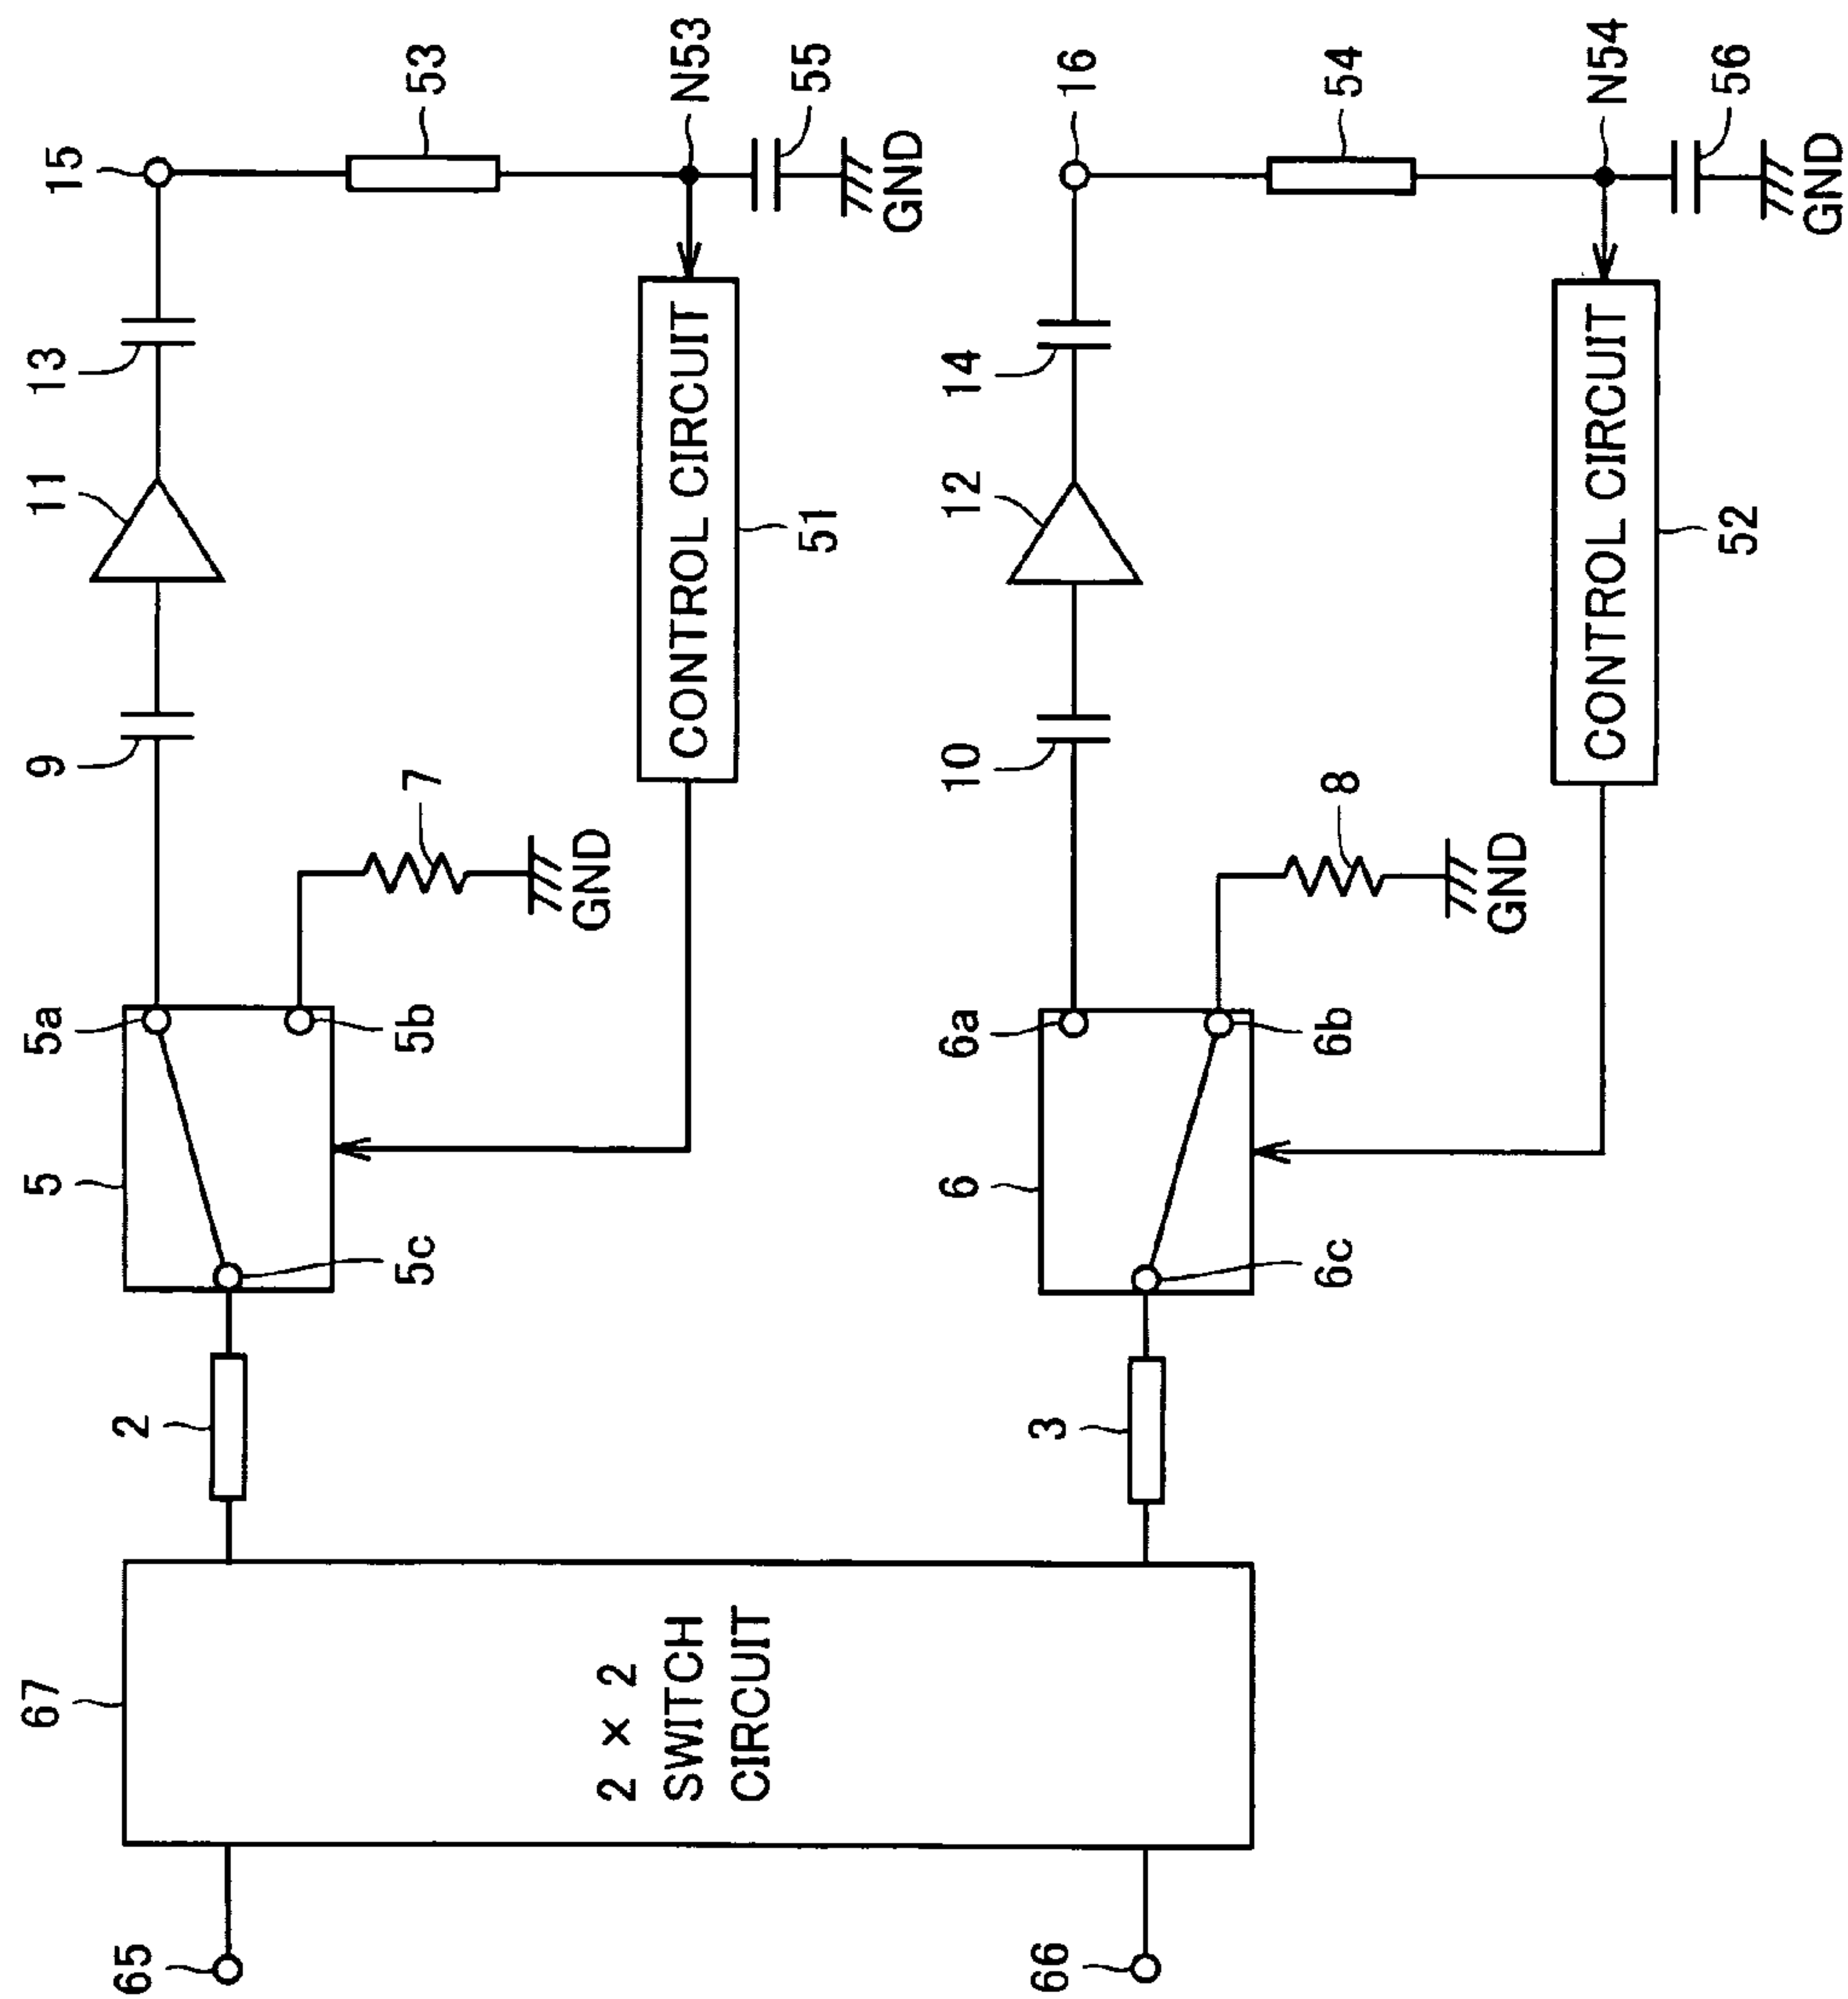 67
2 × 2
SWITCH
CIRCUIT
65
66
2
3
5
5a
5b
5c
7
GND
9
11
13
15
53
N53
55
GND
CONTROL CIRCUIT
51
6
6a
6b
6c
8
GND
10
12
14
16
54
N54
56
GND
CONTROL CIRCUIT
52